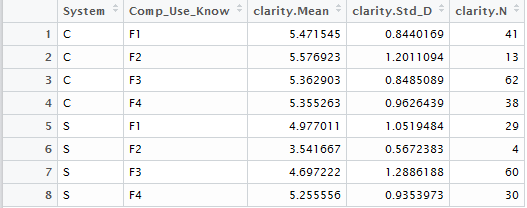 System Comp_Use_Know clarity.Mean clarity.Std_D clarity.N
1 C F1 5.471545 0.8440169 41
2 C F2 5.576923 1.2011094 13
3 C F3 5.362903 0.8485089 62
4 C F4 5.355263 0.9626439 38
5 S F1 4.977011 1.0519484 29
6 S F2 3.541667 0.5672383 4
7 S F3 4.697222 1.2886188 60
8 S F4 5.255556 0.9353973 30